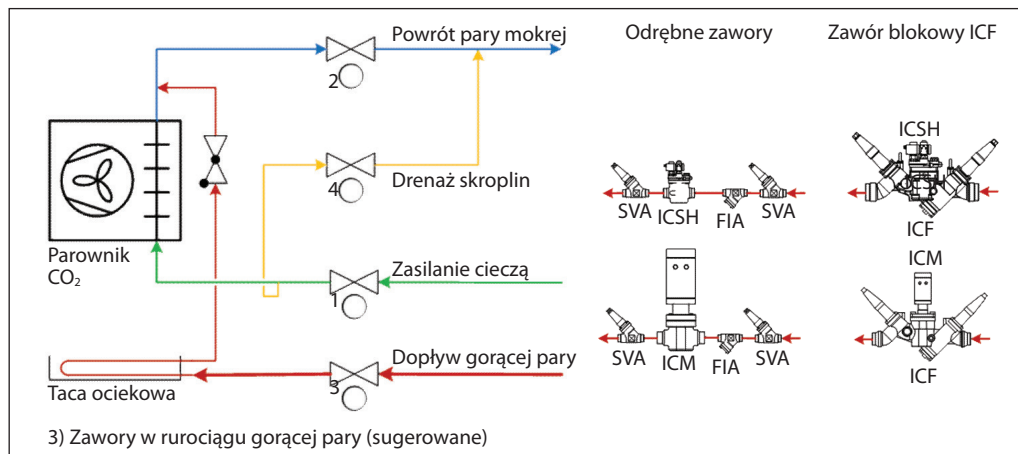 Powrót pary mokrej
Odrębne zawory
Zawór blokowy ICF
2
4
Drenaż skroplin
Parownik
CO₂
Zasilanie cieczą
1
Dopływ gorącej pary
3
Taca ociekowa
3) Zawory w rurociągu gorącej pary (sugerowane)
SVA
ICSH
FIA
SVA
SVA
ICM
FIA
SVA
ICSH
ICF
ICM
ICF